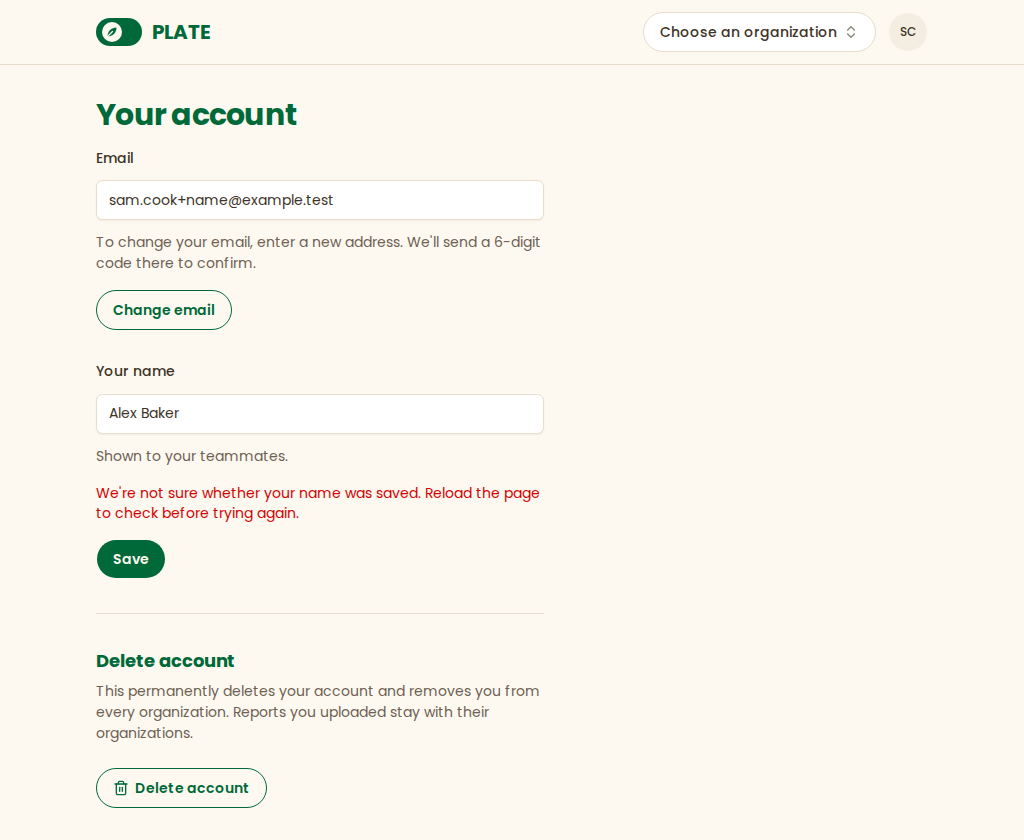 PLATE
Choose an organization
SC
Your account
Email
sam.cook+name@example.test
To change your email, enter a new address. We'll send a 6-digit
code there to confirm.
Change email
Your name
Alex Baker
Shown to your teammates.
We're not sure whether your name was saved. Reload the page
to check before trying again.
Save
Delete account
This permanently deletes your account and removes you from
every organization. Reports you uploaded stay with their
organizations.
Delete account